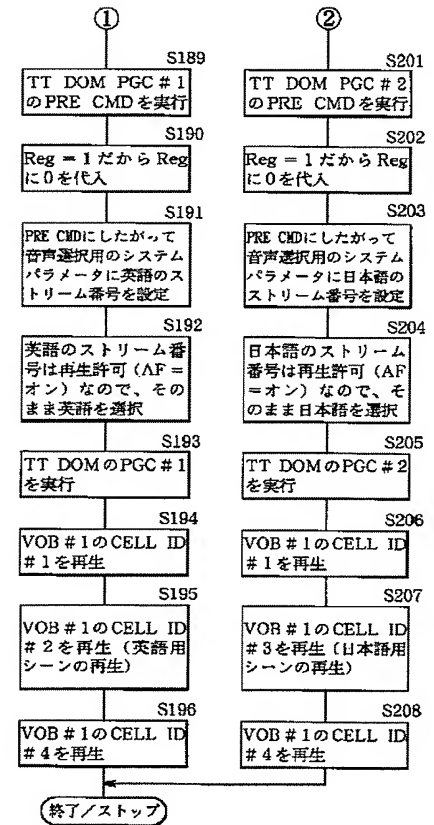 ①
S189
TT DOM PGC#1
のPRE CMDを実行
S190
Reg=1だからReg
に0を代入
S191
PRE CMDにしたがって
音声選択用のシステム
パラメータに英語のス
トリーム番号を設定
S192
英語のストリーム番
号は再生許可(AF=
オン)なので、その
まま英語を選択
S193
TT DOMのPGC#1
を実行
S194
VOB#1のCELL ID
#1を再生
S195
VOB#1のCELL ID
#2を再生(英語用
シーンの再生)
S196
VOB#1のCELL ID
#4を再生
②
S201
TT DOM PGC#2
のPRE CMDを実行
S202
Reg=1だからReg
に0を代入
S203
PRE CMDにしたがって
音声選択用のシステム
パラメータに日本語の
ストリーム番号を設定
S204
日本語のストリーム
番号は再生許可(AF
=オン)なので、そ
のまま日本語を選択
S205
TT DOMのPGC#2
を実行
S206
VOB#1のCELL ID
#1を再生
S207
VOB#1のCELL ID
#3を再生(日本語用
シーンの再生)
S208
VOB#1のCELL ID
#4を再生
終了/ストップ